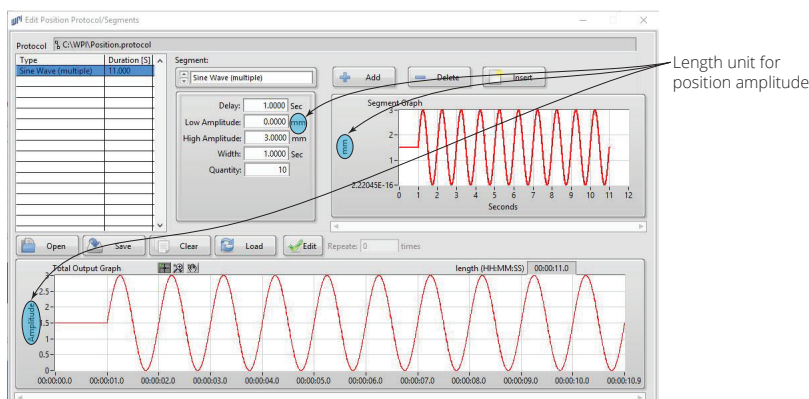 WPI Edit Position Protocol/Segments
Protocol C:\WPI\Position.protocol
Type Duration [S]
Sine Wave (multiple) 11.000
Segment:
Sine Wave (multiple)
Add Delete Insert
Delay: 1.0000 Sec
Low Amplitude: 0.0000 mm
High Amplitude: 3.0000 mm
Width: 1.0000 Sec
Quantity: 10
Segment Graph
mm
3-
2-
1-
2.22045E-16-
0 1 2 3 4 5 6 7 8 9 10 11 12
Seconds
Length unit for
position amplitude
Open Save Clear Load Edit Repeate: 0 times
Total Output Graph
length (HH:MM:SS) 00:00:11.0
Amplitude
3-
2.5-
2-
1.5-
1-
0.5-
0-
00:00:00.0 00:00:01.0 00:00:02.0 00:00:03.0 00:00:04.0 00:00:05.0 00:00:06.0 00:00:07.0 00:00:08.0 00:00:09.0 00:00:10.0 00:00:10.9